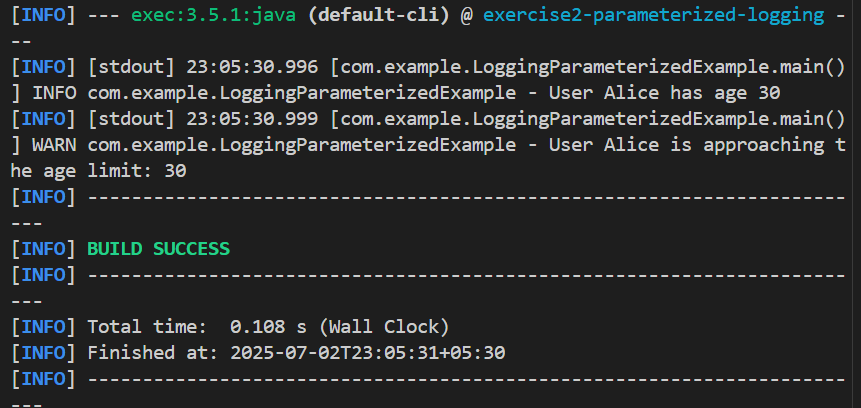 [INFO] --- exec:3.5.1:java (default-cli) @ exercise2-parameterized-logging -
--
[INFO] [stdout] 23:05:30.996 [com.example.LoggingParameterizedExample.main()
] INFO com.example.LoggingParameterizedExample - User Alice has age 30
[INFO] [stdout] 23:05:30.999 [com.example.LoggingParameterizedExample.main()
] WARN com.example.LoggingParameterizedExample - User Alice is approaching t
he age limit: 30
[INFO] ---------------------------------------------------------------------
---
[INFO] BUILD SUCCESS
[INFO] ---------------------------------------------------------------------
---
[INFO] Total time:  0.108 s (Wall Clock)
[INFO] Finished at: 2025-07-02T23:05:31+05:30
[INFO] ---------------------------------------------------------------------
---